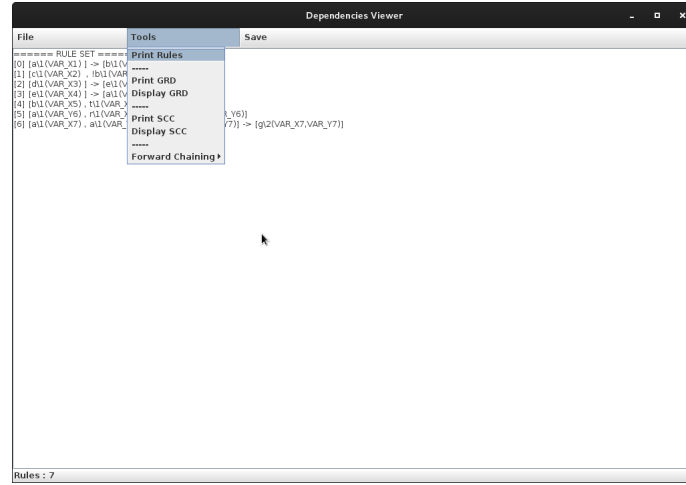 Dependencies Viewer
File Tools Save
====== RULE SET =====
[0] [a\1(VAR_X1) ] -> [b\1(V
[1] [c\1(VAR_X2) , !b\1(VAR
[2] [d\1(VAR_X3) ] -> [e\1(V
[3] [e\1(VAR_X4) ] -> [a\1(V
[4] [b\1(VAR_X5) , t\1(VAR_X
[5] [a\1(VAR_Y6) , r\1(VAR_X _Y6)]
[6] [a\1(VAR_X7) , a\1(VAR_ Y7)] -> [g\2(VAR_X7,VAR_Y7)]
Print Rules
-----
Print GRD
Display GRD
-----
Print SCC
Display SCC
-----
Forward Chaining
Rules : 7